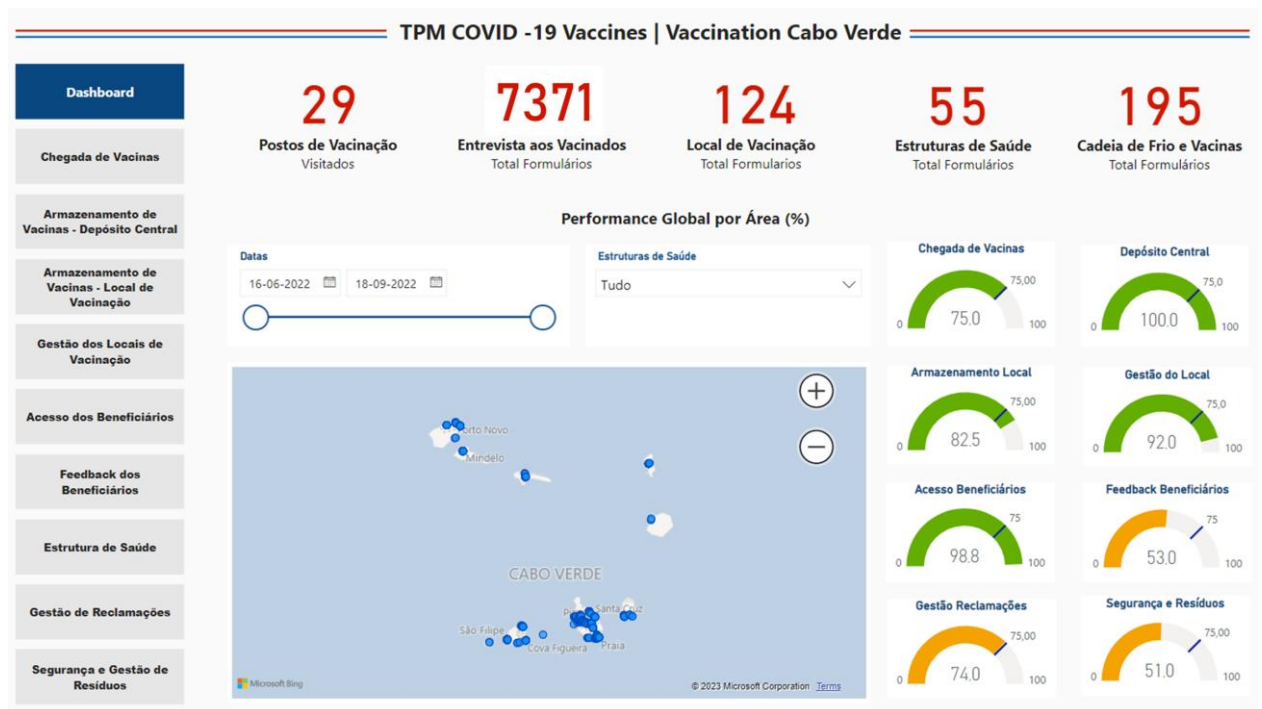 TPM COVID -19 Vaccines | Vaccination Cabo Verde
Dashboard
Chegada de Vacinas
Armazenamento de
Vacinas - Depósito Central
Armazenamento de
Vacinas - Local de
Vacinação
Gestão dos Locais de
Vacinação
Acesso dos Beneficiários
Feedback dos
Beneficiários
Estrutura de Saúde
Gestão de Reclamações
Segurança e Gestão de
Resíduos
29
Postos de Vacinação
Visitados
7371
Entrevista aos Vacinados
Total Formulários
124
Local de Vacinação
Total Formularios
55
Estruturas de Saúde
Total Formulários
195
Cadeia de Frio e Vacinas
Total Formulários
Performance Global por Área (%)
Datas
16-06-2022
18-09-2022
Estruturas de Saúde
Tudo
Porto Novo
Mindelo
CABO VERDE
Santa Cruz
São Filipe
Cova Figueira
Praia
Microsoft Bing
© 2023 Microsoft Corporation Terms
Chegada de Vacinas
75,00
0
75.0
100
Depósito Central
75,0
0
100.0
100
Armazenamento Local
75,00
0
82.5
100
Gestão do Local
75,0
0
92.0
100
Acesso Beneficiários
75
0
98.8
100
Feedback Beneficiários
75
0
53.0
100
Gestão Reclamações
75,00
0
74.0
100
Segurança e Resíduos
75,00
0
51.0
100